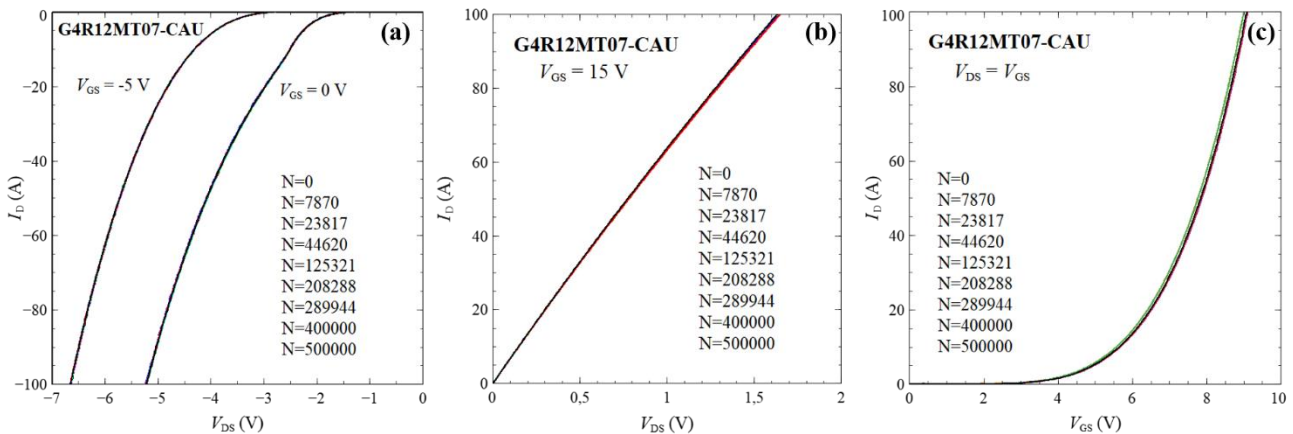 G4R12MT07-CAU
(a)
V_GS = -5 V
V_GS = 0 V
N=0
N=7870
N=23817
N=44620
N=125321
N=208288
N=289944
N=400000
N=500000
0
−20
−40
−60
−80
−100
I_D (A)
−7
−6
−5
−4
−3
−2
−1
0
V_DS (V)
G4R12MT07-CAU
(b)
V_GS = 15 V
N=0
N=7870
N=23817
N=44620
N=125321
N=208288
N=289944
N=400000
N=500000
100
80
60
40
20
0
I_D (A)
0
0,5
1
1,5
2
V_DS (V)
G4R12MT07-CAU
(c)
V_DS = V_GS
N=0
N=7870
N=23817
N=44620
N=125321
N=208288
N=289944
N=400000
N=500000
100
80
60
40
20
0
I_D (A)
0
2
4
6
8
10
V_GS (V)